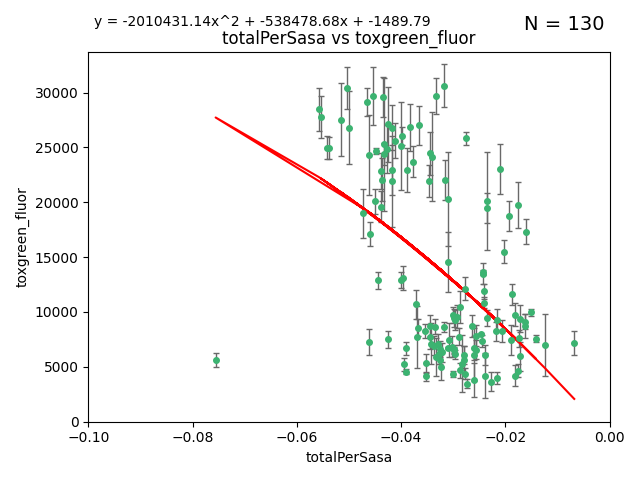 y = -2010431.14x^2 + -538478.68x + -1489.79
N = 130
totalPerSasa vs toxgreen_fluor
30000
25000
20000
15000
10000
5000
0
toxgreen_fluor
−0.10 −0.08 −0.06 −0.04 −0.02 0.00
totalPerSasa